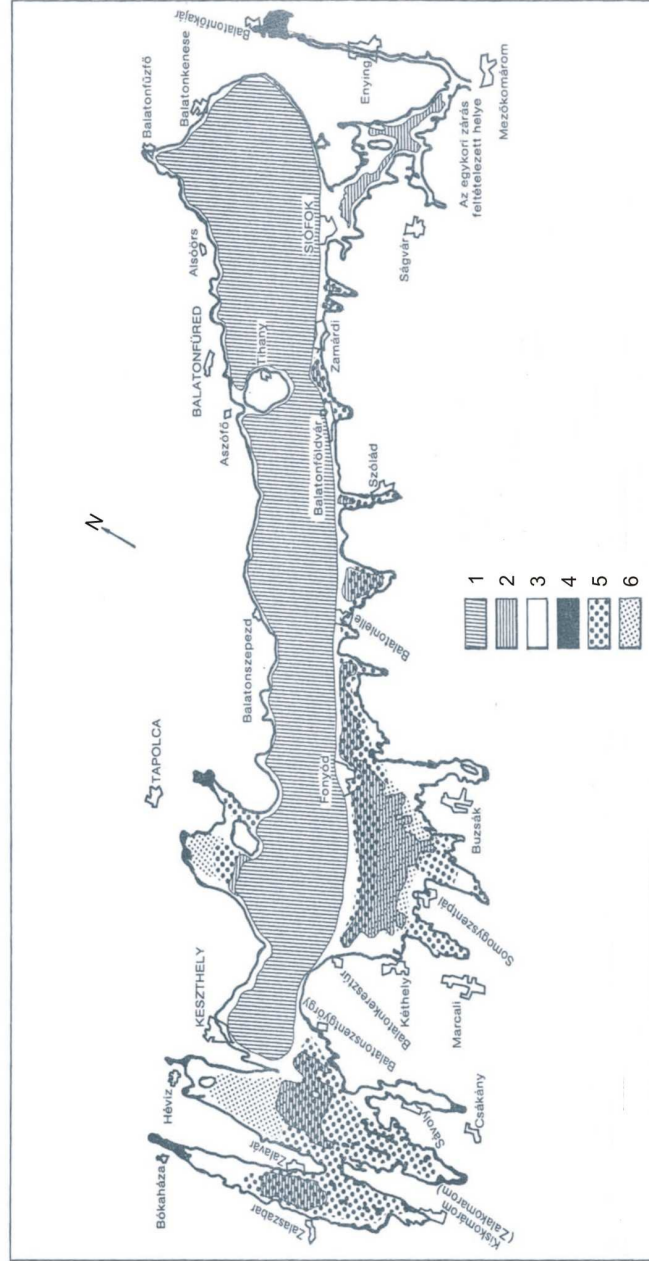 N
Balatonfőkajár
Balatonfűzfő
Balatonkenese
Enying
Mezőkomárom
Az egykori zárás
feltételezett helye
Alsóörs
SIÓFOK
Ságvár
BALATONFÜRED
Tihany
Zamárdi
Aszófő
Balatonföldvár
Szólád
Balatonszepezd
Balatonlelle
TAPOLCA
Fonyód
Buzsák
Somogyszentpál
KESZTHELY
Balatonkeresztúr
Kéthely
Marcali
Balatonszentgyörgy
Hévíz
Sávoly
Csákány
Bókaháza
Zalavár
Zalaszabar
Kiskomárom
(Zalakomárom)
1
2
3
4
5
6